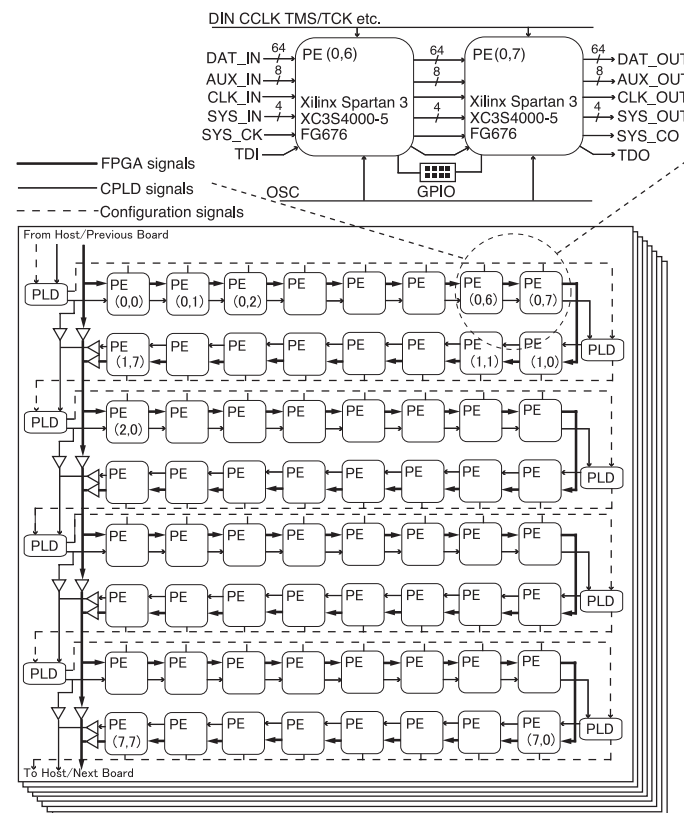 DIN CCLK TMS/TCK etc.
DAT_IN 64 PE (0,6) 64 PE (0,7) 64 DAT_OUT
AUX_IN 8 8 8 AUX_OUT
CLK_IN CLK_OUT
SYS_IN 4 Xilinx Spartan 3 4 Xilinx Spartan 3 4 SYS_OUT
XC3S4000-5 XC3S4000-5
SYS_CK FG676 FG676 SYS_CO
TDI TDO
FPGA signals
GPIO
CPLD signals
OSC
Configuration signals
From Host/Previous Board
PLD
PE (0,0) PE (0,1) PE (0,2) PE PE PE PE (0,6) PE (0,7)
PE (1,7) PE PE PE PE PE PE (1,1) PE (1,0)
PLD
PLD
PE (2,0) PE PE PE PE PE PE PE
PE PE PE PE PE PE PE PE
PLD
PLD
PE PE PE PE PE PE PE PE
PE PE PE PE PE PE PE PE
PLD
PLD
PE PE PE PE PE PE PE PE
PE (7,7) PE PE PE PE PE PE PE (7,0)
PLD
To Host/Next Board